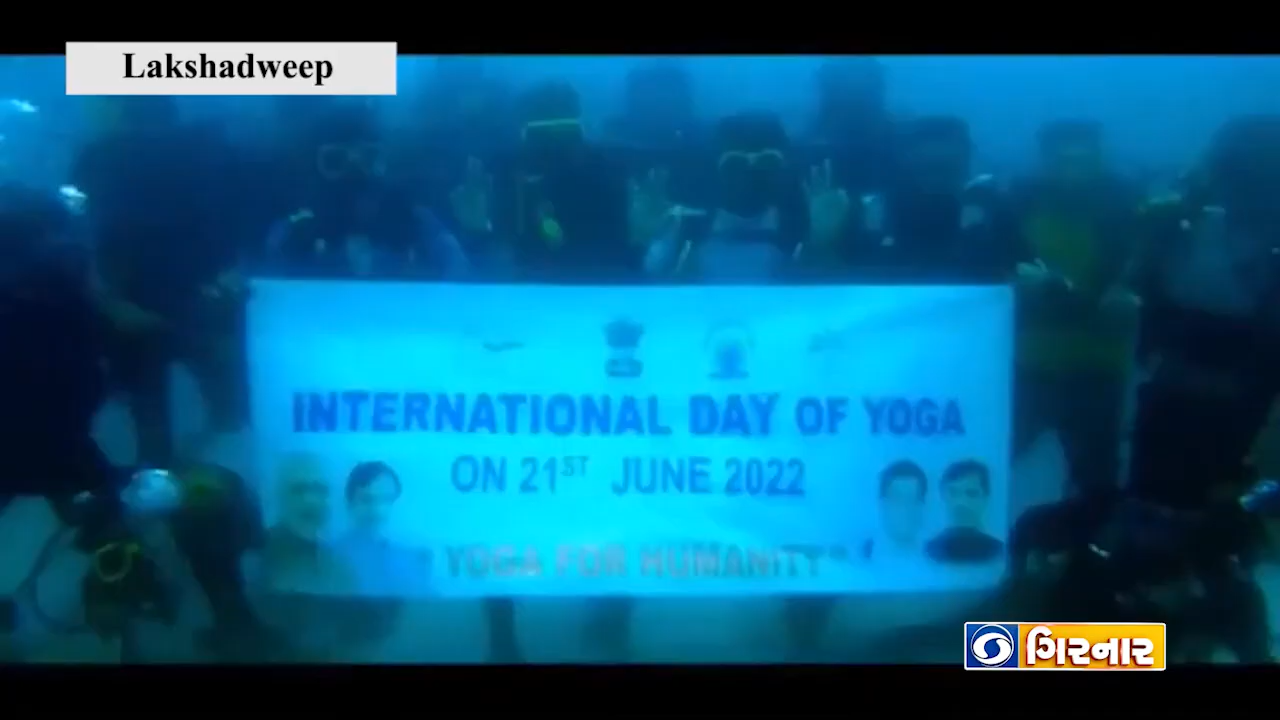 Lakshadweep
INTERNATIONAL DAY OF YOGA
ON 21ST JUNE 2022
YOGA FOR HUMANITY"
ગિરનાર